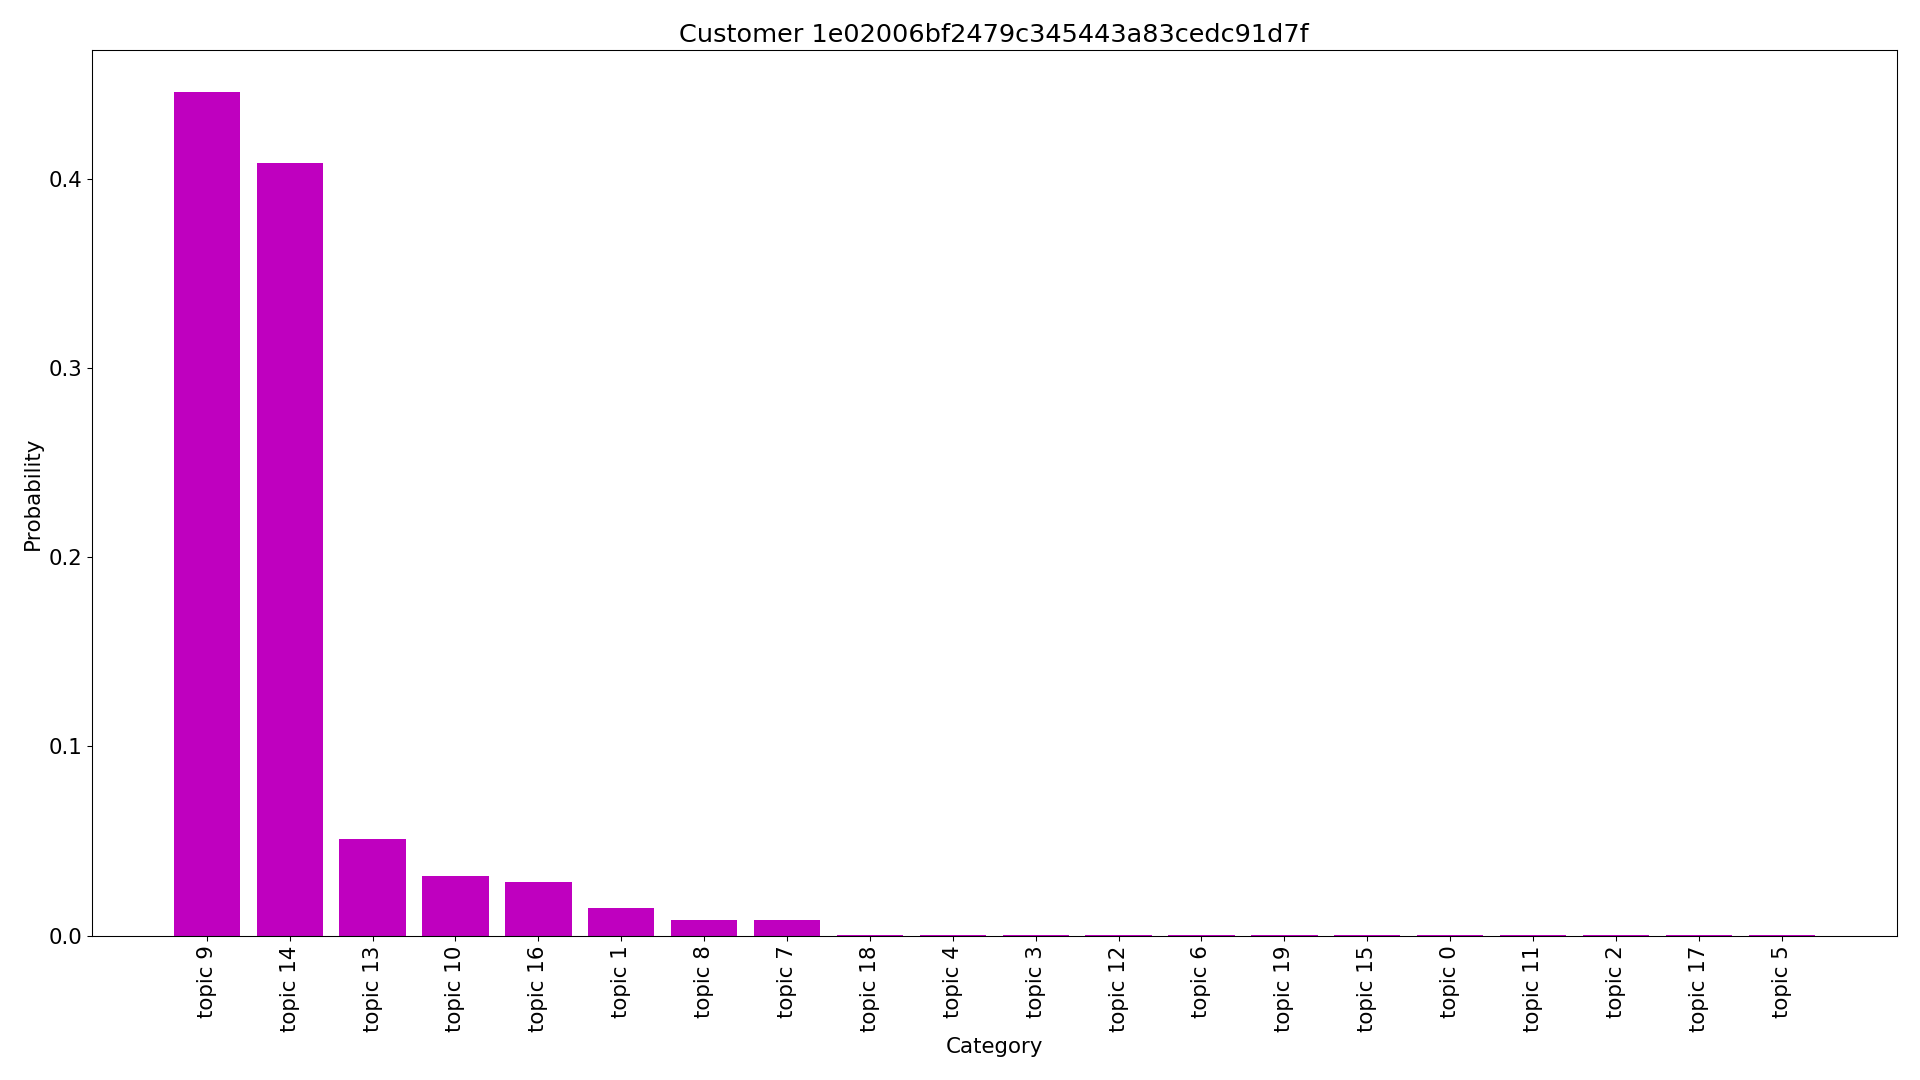 Customer 1e02006bf2479c345443a83cedc91d7f
Probability
0.4
0.3
0.2
0.1
0.0
topic 9
topic 14
topic 13
topic 10
topic 16
topic 1
topic 8
topic 7
topic 18
topic 4
topic 3
topic 12
topic 6
topic 19
topic 15
topic 0
topic 11
topic 2
topic 17
topic 5
Category